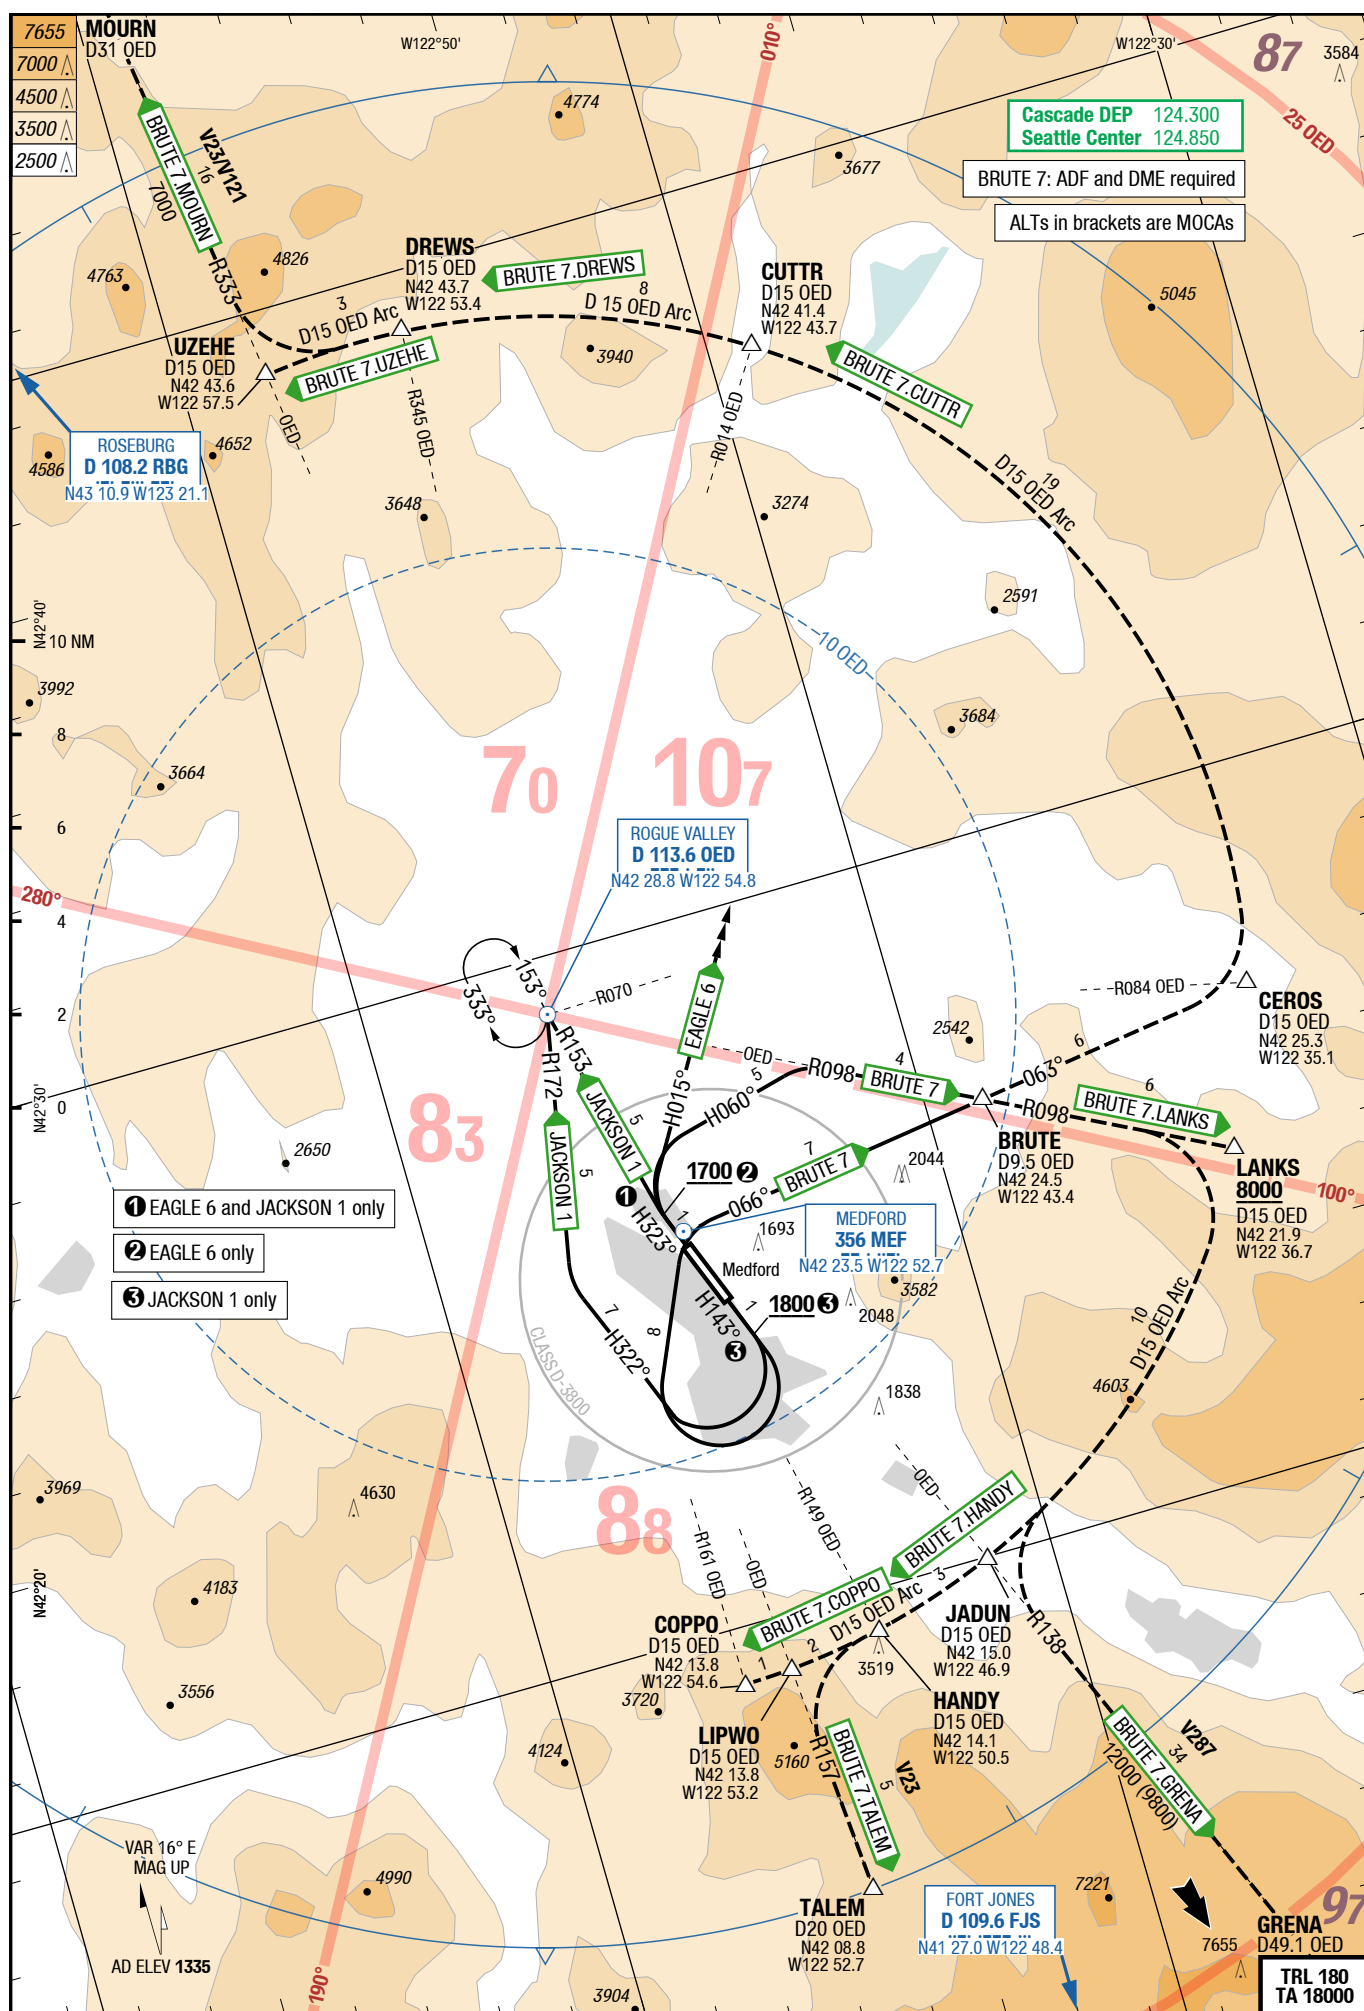 7655
7000
4500
3500
2500
MOURN
D31 OED
W122°50'
W122°30'
010°
87
3584
25 OED
4774
3677
Cascade DEP 124.300
Seattle Center 124.850
BRUTE 7: ADF and DME required
ALTs in brackets are MOCAs
V23/V121
16
BRUTE 7.MOURN
7000
R333
4763
4826
DREWS
D15 OED
N42 43.7
W122 53.4
BRUTE 7.DREWS
8
D 15 OED Arc
CUTTR
D15 OED
N42 41.4
W122 43.7
5045
3
D15 OED Arc
UZEHE
D15 OED
N42 43.6
W122 57.5
BRUTE 7.UZEHE
3940
BRUTE 7.CUTTR
OED
R345 OED
R014 OED
ROSEBURG
D 108.2 RBG
N43 10.9 W123 21.1
4586
4652
3648
3274
19
D15 OED Arc
2591
N42°40'
10 NM
8
6
4
2
0
10 OED
3992
3684
3664
70
107
ROGUE VALLEY
D 113.6 OED
N42 28.8 W122 54.8
280°
153°
333°
R070
R084 OED
CEROS
D15 OED
N42 25.3
W122 35.1
EAGLE 6
2542
R153
R172
H015°
OED
R098
4
BRUTE 7
063°
6
6
BRUTE 7.LANKS
R098
N42°30'
83
JACKSON 1
5
JACKSON 1
5
H060°
5
BRUTE
D9.5 OED
N42 24.5
W122 43.4
LANKS
8000
D15 OED
N42 21.9
W122 36.7
100°
2650
1700 2
7
BRUTE 7
066°
2044
1 EAGLE 6 and JACKSON 1 only
2 EAGLE 6 only
3 JACKSON 1 only
1
H323°
1
1693
MEDFORD
356 MEF
N42 23.5 W122 52.7
Medford
3582
2048
1800 3
1
H143°
3
7
H322°
8
CLASS D-3800
1838
10
D15 OED Arc
4603
3969
4630
88
R149 OED
OED
R161 OED
OED
BRUTE 7.HANDY
N42°20'
4183
BRUTE 7.COPPO
D15 OED Arc
3
COPPO
D15 OED
N42 13.8
W122 54.6
1
2
JADUN
D15 OED
N42 15.0
W122 46.9
R138
3519
3556
3720
HANDY
D15 OED
N42 14.1
W122 50.5
LIPWO
D15 OED
N42 13.8
W122 53.2
5160
R157
BRUTE 7.TALEM
5
V23
V287
34
BRUTE 7.GRENA
12000 (9800)
4124
VAR 16° E
MAG UP
AD ELEV 1335
4990
190°
TALEM
D20 OED
N42 08.8
W122 52.7
FORT JONES
D 109.6 FJS
N41 27.0 W122 48.4
7221
97
GRENA
D49.1 OED
7655
3904
TRL 180
TA 18000